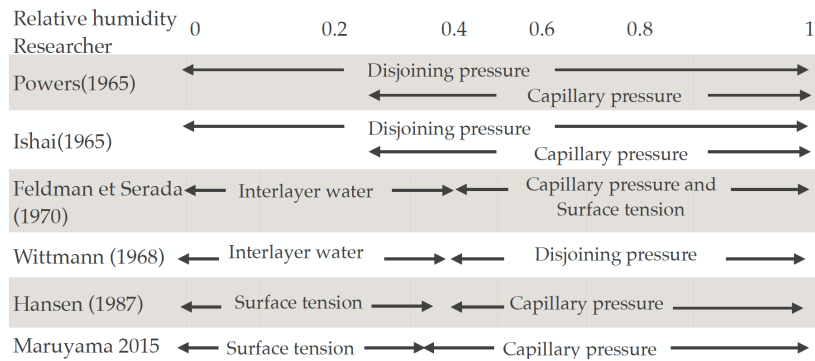 Relative humidity 0 0.2 0.4 0.6 0.8 1
Researcher
Disjoining pressure
Powers(1965)
Capillary pressure
Disjoining pressure
Ishai(1965)
Capillary pressure
Feldman et Serada Interlayer water Capillary pressure and
(1970) Surface tension
Wittmann (1968) Interlayer water Disjoining pressure
Hansen (1987) Surface tension Capillary pressure
Maruyama 2015 Surface tension Capillary pressure